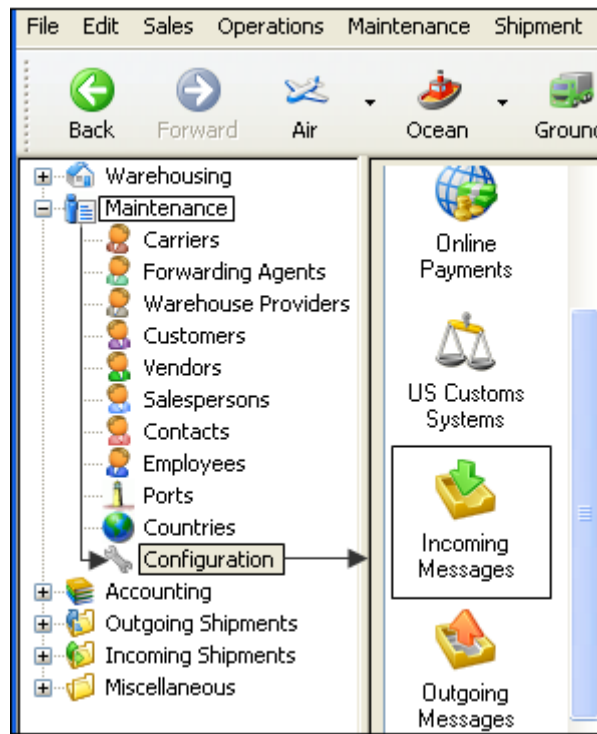 File Edit Sales Operations Maintenance Shipment
Back Forward Air Ocean Ground
Warehousing
Maintenance
Carriers
Forwarding Agents
Warehouse Providers
Customers
Vendors
Salespersons
Contacts
Employees
Ports
Countries
Configuration
Accounting
Outgoing Shipments
Incoming Shipments
Miscellaneous
Online
Payments
US Customs
Systems
Incoming
Messages
Outgoing
Messages